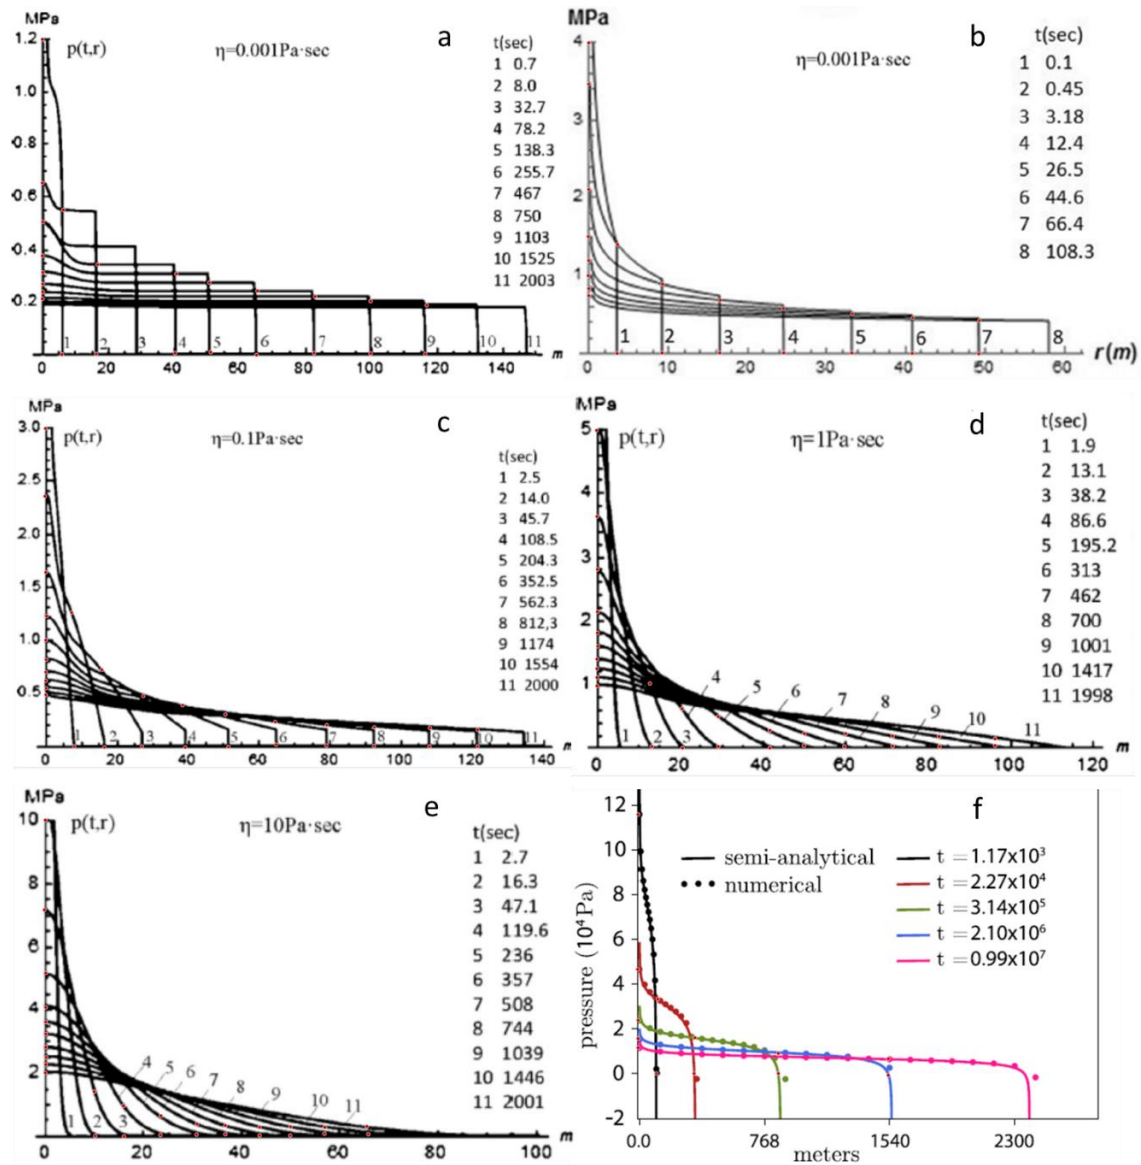 MPa
a
p(t,r)
η=0.001Pa·sec
t(sec)
1 0.7
2 8.0
3 32.7
4 78.2
5 138.3
6 255.7
7 467
8 750
9 1103
10 1525
11 2003
1.2
1.0
0.8
0.6
0.4
0.2
1 2 3 4 5 6 7 8 9 10 11
0 20 40 60 80 100 120 140 m
MPa
b
η=0.001Pa·sec
t(sec)
1 0.1
2 0.45
3 3.18
4 12.4
5 26.5
6 44.6
7 66.4
8 108.3
4
3
2
1
1 2 3 4 5 6 7 8
0 10 20 30 40 50 60 r(m)
MPa
c
p(t,r)
η=0.1Pa·sec
t(sec)
1 2.5
2 14.0
3 45.7
4 108.5
5 204.3
6 352.5
7 562.3
8 812,3
9 1174
10 1554
11 2000
3.0
2.5
2.0
1.5
1.0
0.5
1 2 3 4 5 6 7 8 9 10 11
0 20 40 60 80 100 120 140 m
MPa
d
p(t,r)
η=1Pa·sec
t(sec)
1 1.9
2 13.1
3 38.2
4 86.6
5 195.2
6 313
7 462
8 700
9 1001
10 1417
11 1998
5
4
3
2
1
4 5 6 7 8 9 10 11
1 2 3
0 20 40 60 80 100 120 m
MPa
e
p(t,r)
η=10Pa·sec
t(sec)
1 2.7
2 16.3
3 47.1
4 119.6
5 236
6 357
7 508
8 744
9 1039
10 1446
11 2001
10
8
6
4
2
4 5 6 7 8 9 10 11
1 2 3
0 20 40 60 80 100 m
f
semi-analytical
numerical
t =1.17x10³
t =2.27x10⁴
t =3.14x10⁵
t =2.10x10⁶
t =0.99x10⁷
pressure (10⁴Pa)
12
10
8
6
4
2
0
−2
0.0 768 1540 2300
meters